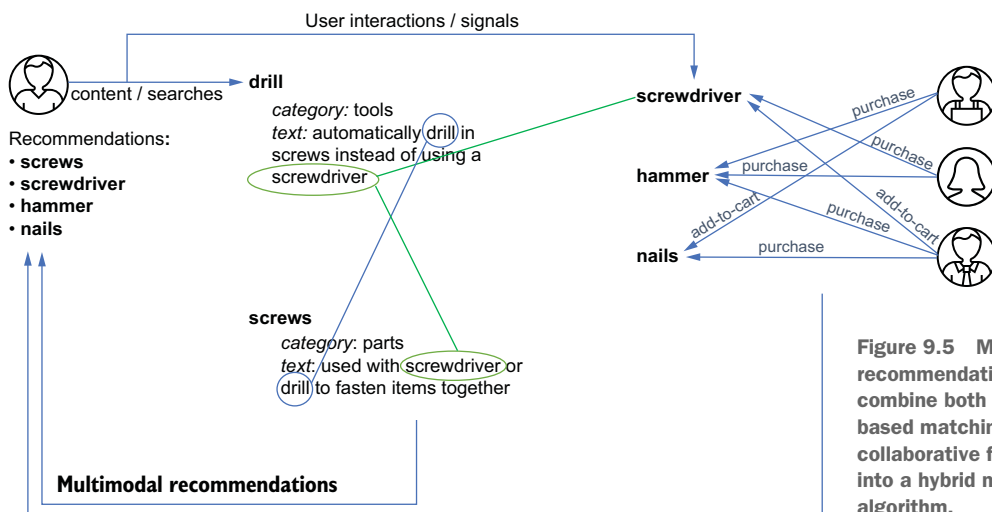 User interactions / signals
content / searches
Recommendations:
• screws
• screwdriver
• hammer
• nails
drill
category: tools
text: automatically drill in
screws instead of using a
screwdriver
screws
category: parts
text: used with screwdriver or
drill to fasten items together
Multimodal recommendations
screwdriver
hammer
nails
purchase
purchase
purchase
add-to-cart
add-to-cart
purchase
purchase
Figure 9.5 M
recommendati
combine both
based matchin
collaborative f
into a hybrid n
algorithm.